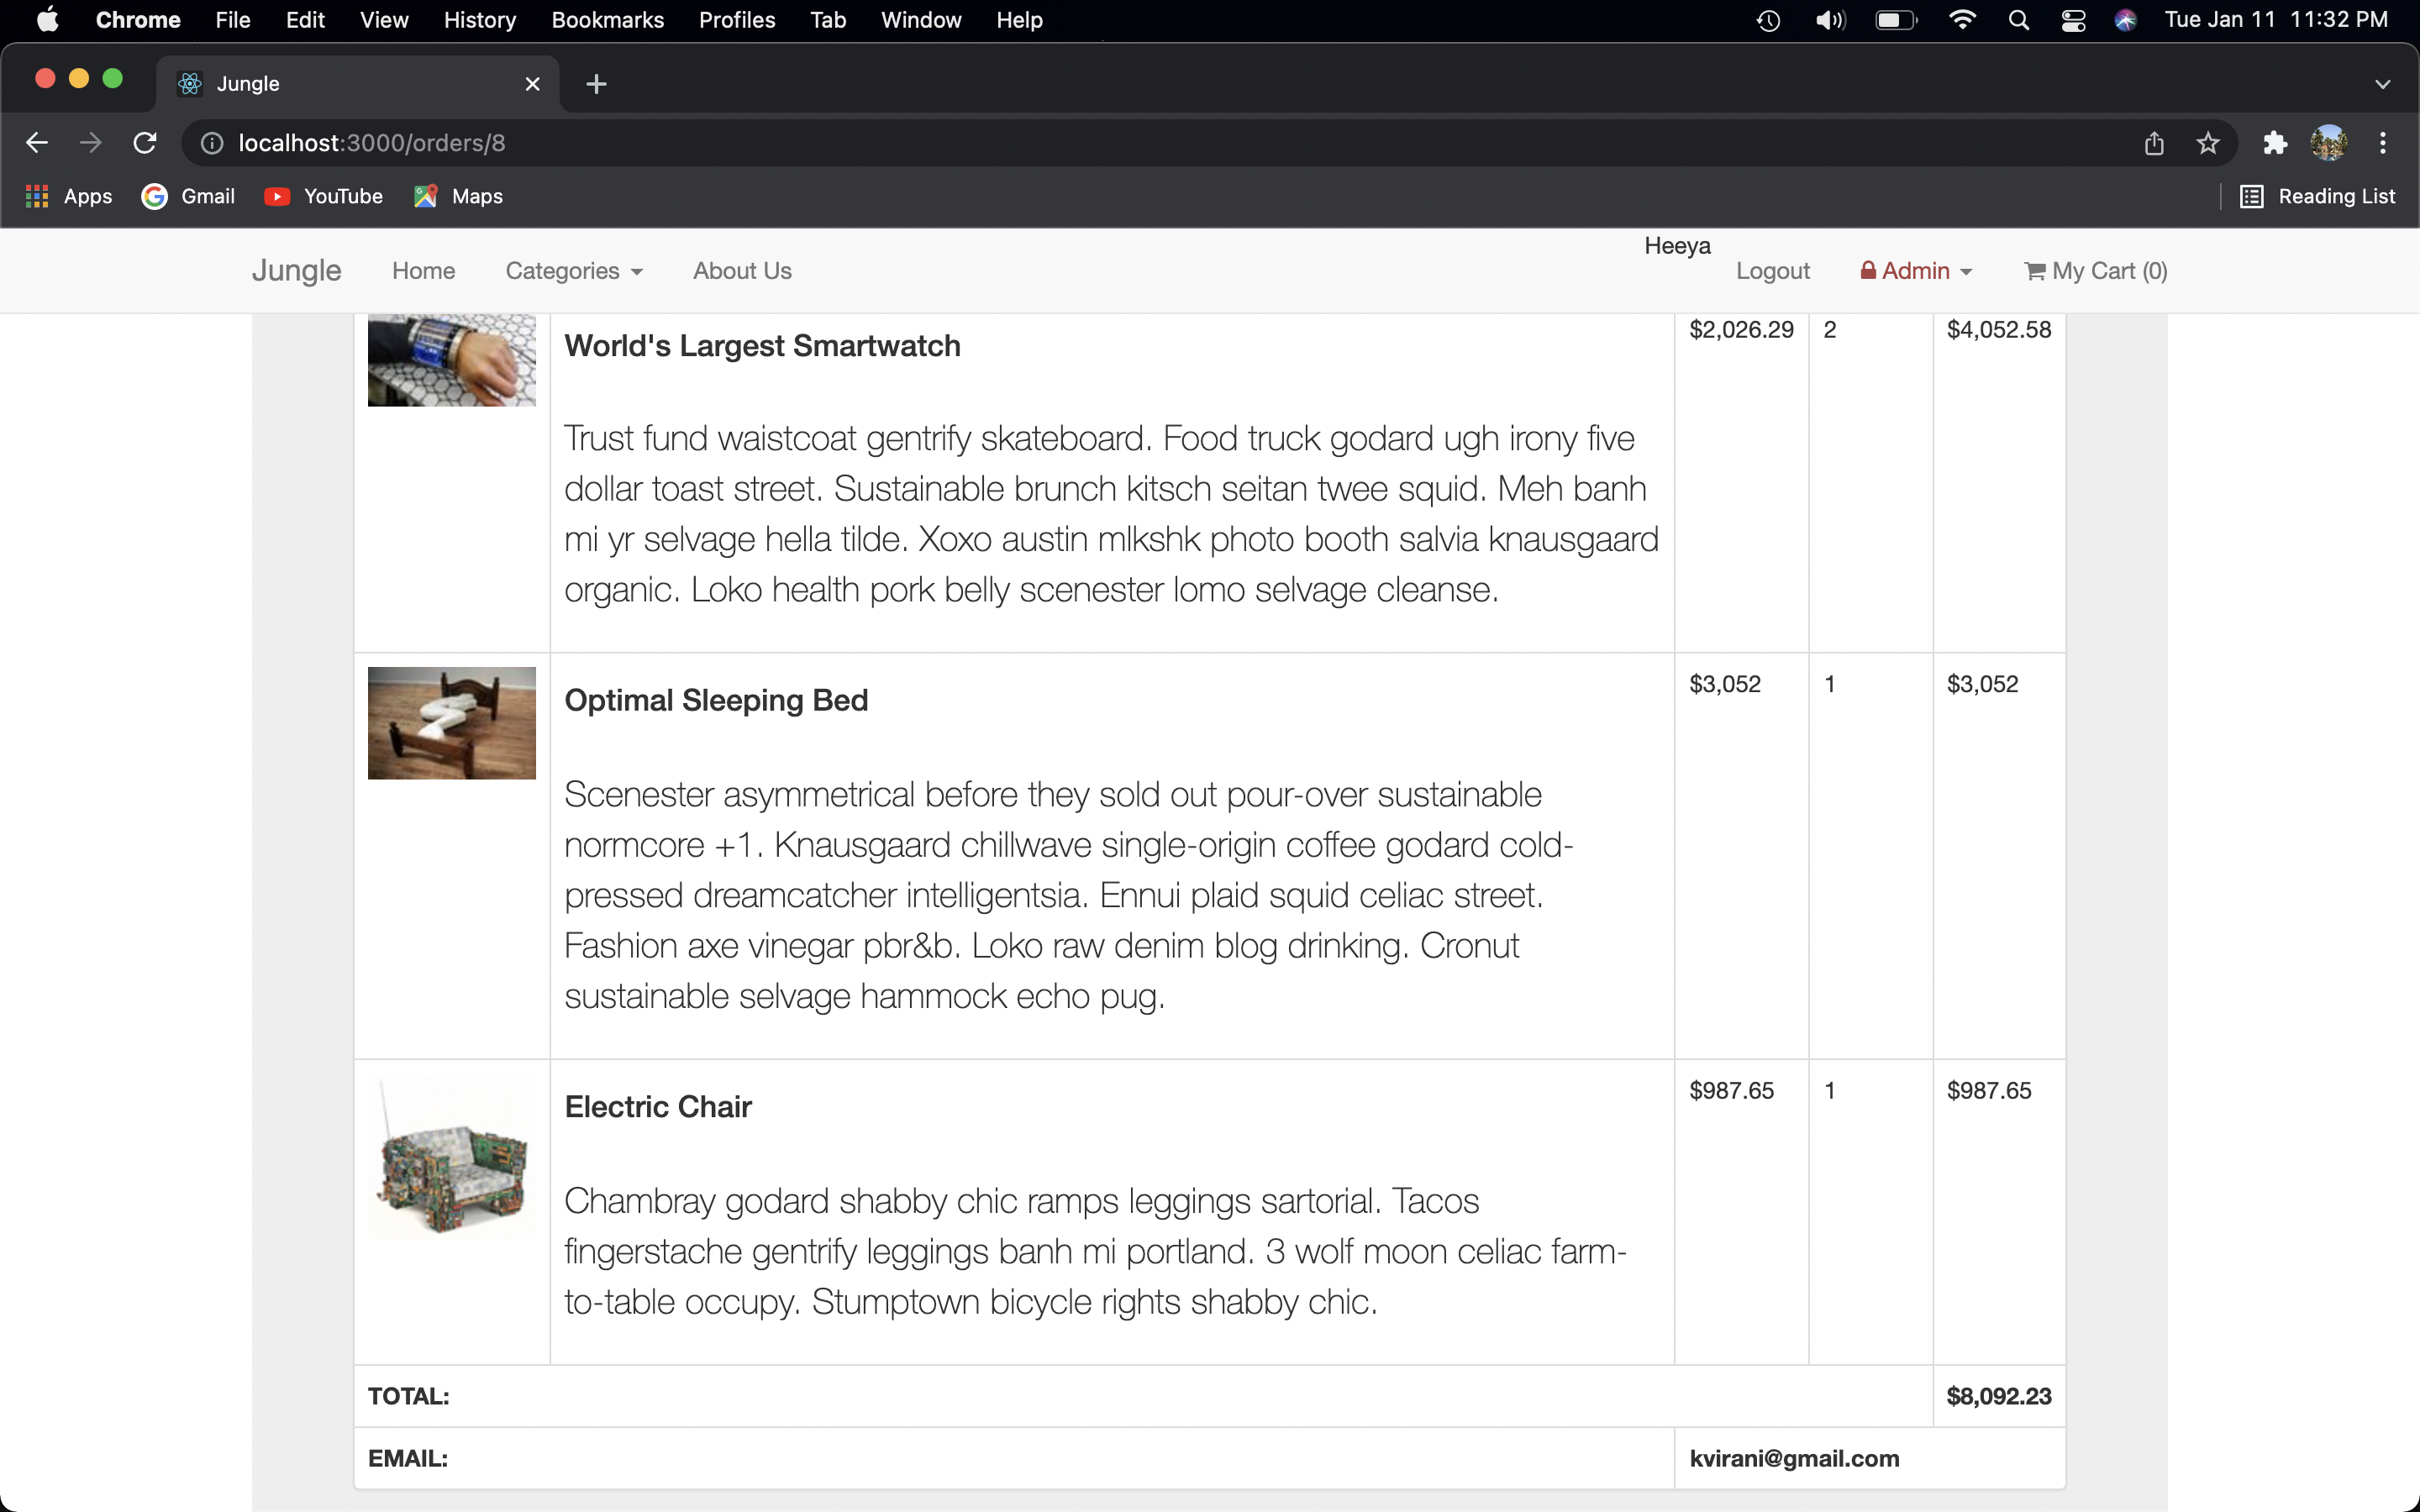 Chrome File Edit View History Bookmarks Profiles Tab Window Help Tue Jan 11 11:32 PM
Jungle
localhost:3000/orders/8
Apps Gmail YouTube Maps Reading List
Jungle Home Categories About Us Heeya Logout Admin My Cart (0)
World's Largest Smartwatch $2,026.29 2 $4,052.58
Trust fund waistcoat gentrify skateboard. Food truck godard ugh irony five
dollar toast street. Sustainable brunch kitsch seitan twee squid. Meh banh
mi yr selvage hella tilde. Xoxo austin mlkshk photo booth salvia knausgaard
organic. Loko health pork belly scenester lomo selvage cleanse.
Optimal Sleeping Bed $3,052 1 $3,052
Scenester asymmetrical before they sold out pour-over sustainable
normcore +1. Knausgaard chillwave single-origin coffee godard cold-
pressed dreamcatcher intelligentsia. Ennui plaid squid celiac street.
Fashion axe vinegar pbr&b. Loko raw denim blog drinking. Cronut
sustainable selvage hammock echo pug.
Electric Chair $987.65 1 $987.65
Chambray godard shabby chic ramps leggings sartorial. Tacos
fingerstache gentrify leggings banh mi portland. 3 wolf moon celiac farm-
to-table occupy. Stumptown bicycle rights shabby chic.
TOTAL: $8,092.23
EMAIL: kvirani@gmail.com